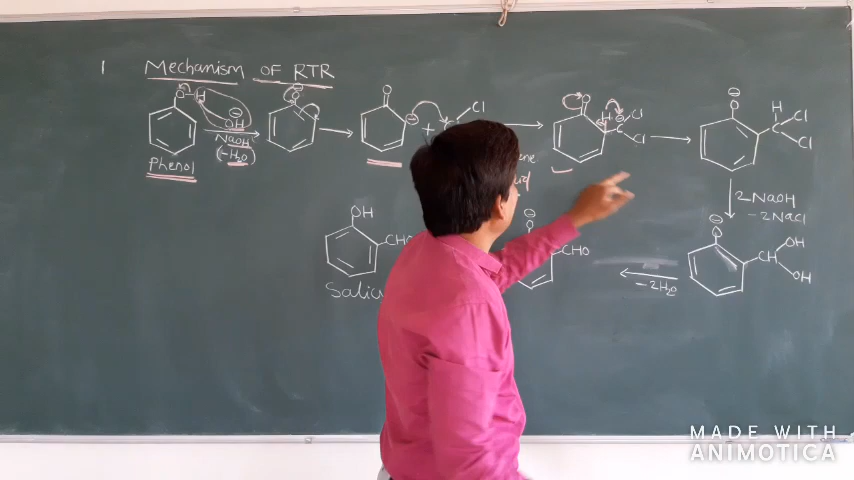 1 Mechanism of RTR
O-H
OH
NaOH
(-H2O)
Phenol
O
O
+
Cl
O
H
Cl
Cl
O
H
Cl
Cl
2NaOH
-2NaCl
O
CH
OH
OH
-2H2O
O
CHO
OH
CHO
MADE WITH
ANIMOTICA